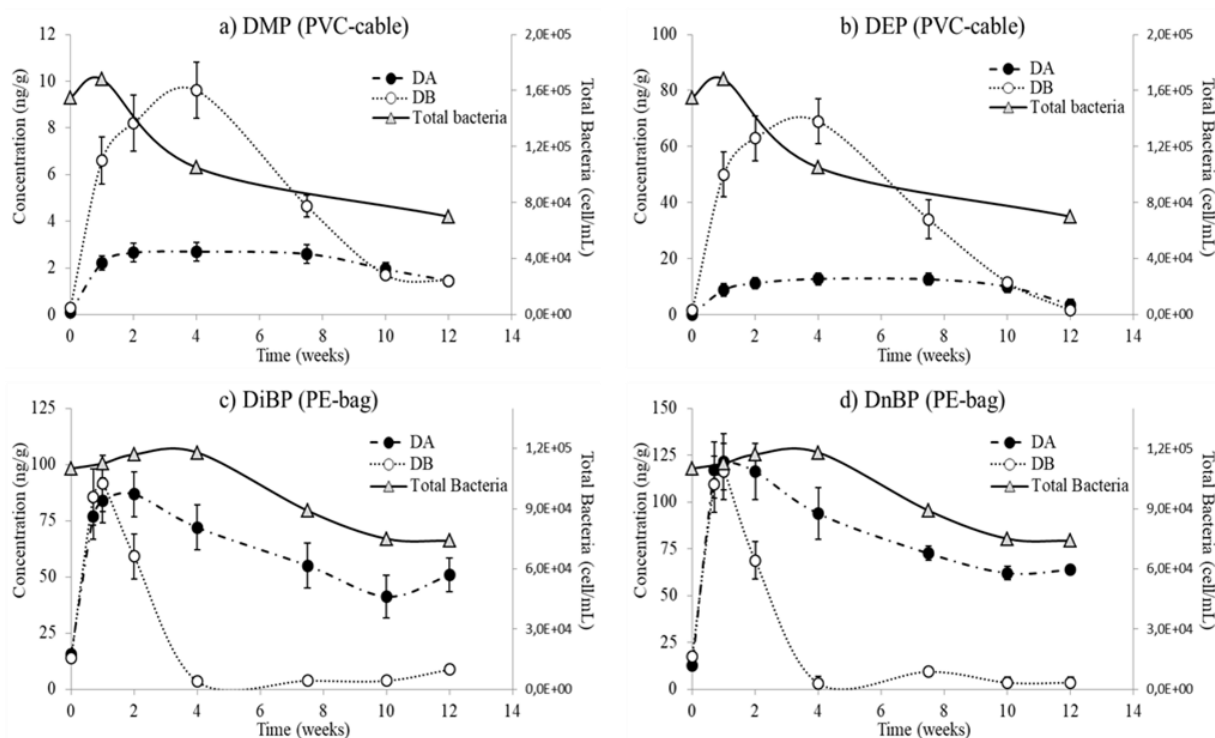 a) DMP (PVC-cable)
12
10
8
6
4
2
0
Concentration (ng/g)
2,0E+05
1,6E+05
1,2E+05
8,0E+04
4,0E+04
0,0E+00
Total Bacteria (cell/mL)
DA
DB
Total bacteria
0 2 4 6 8 10 12 14
Time (weeks)
b) DEP (PVC-cable)
100
80
60
40
20
0
Concentration (ng/g)
2,0E+05
1,6E+05
1,2E+05
8,0E+04
4,0E+04
0,0E+00
Total Bacteria (cell/mL)
DA
DB
Total bacteria
0 2 4 6 8 10 12 14
Time (weeks)
c) DiBP (PE-bag)
125
100
75
50
25
0
Concentration (ng/g)
1,2E+05
9,0E+04
6,0E+04
3,0E+04
0,0E+00
Total Bacteria (cell/mL)
DA
DB
Total Bacteria
0 2 4 6 8 10 12 14
Time (weeks)
d) DnBP (PE-bag)
150
125
100
75
50
25
0
Concentration (ng/g)
1,2E+05
9,0E+04
6,0E+04
3,0E+04
0,0E+00
Total Bacteria (cell/mL)
DA
DB
Total Bacteria
0 2 4 6 8 10 12 14
Time (weeks)